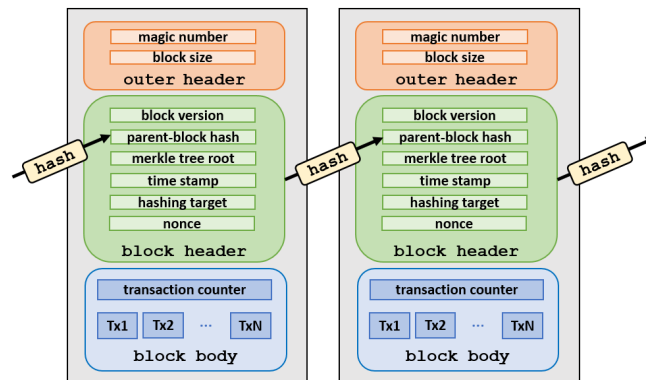 magic number
block size
outer header
block version
hash
parent-block hash
merkle tree root
time stamp
hashing target
nonce
block header
transaction counter
Tx1 Tx2 ... TxN
block body
magic number
block size
outer header
block version
hash
parent-block hash
merkle tree root
time stamp
hashing target
nonce
block header
transaction counter
Tx1 Tx2 ... TxN
block body
hash